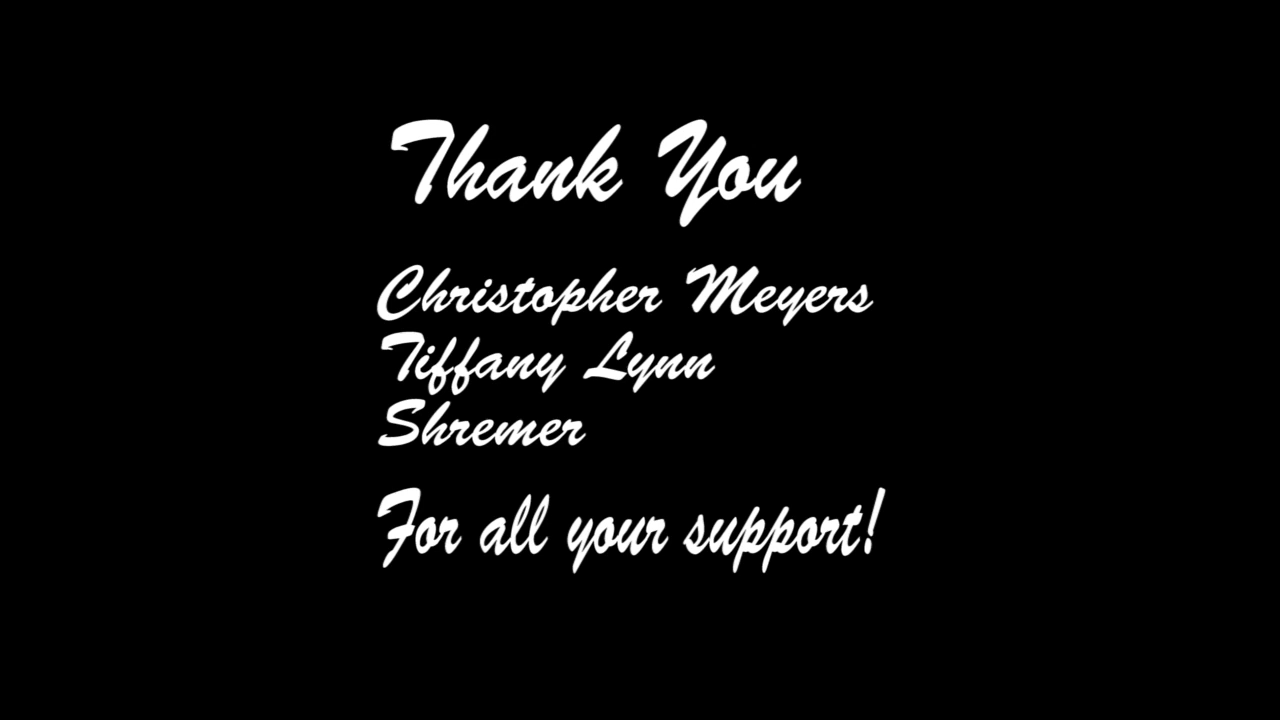 Thank You
Christopher Meyers
Tiffany Lynn
Shremer
For all your support!